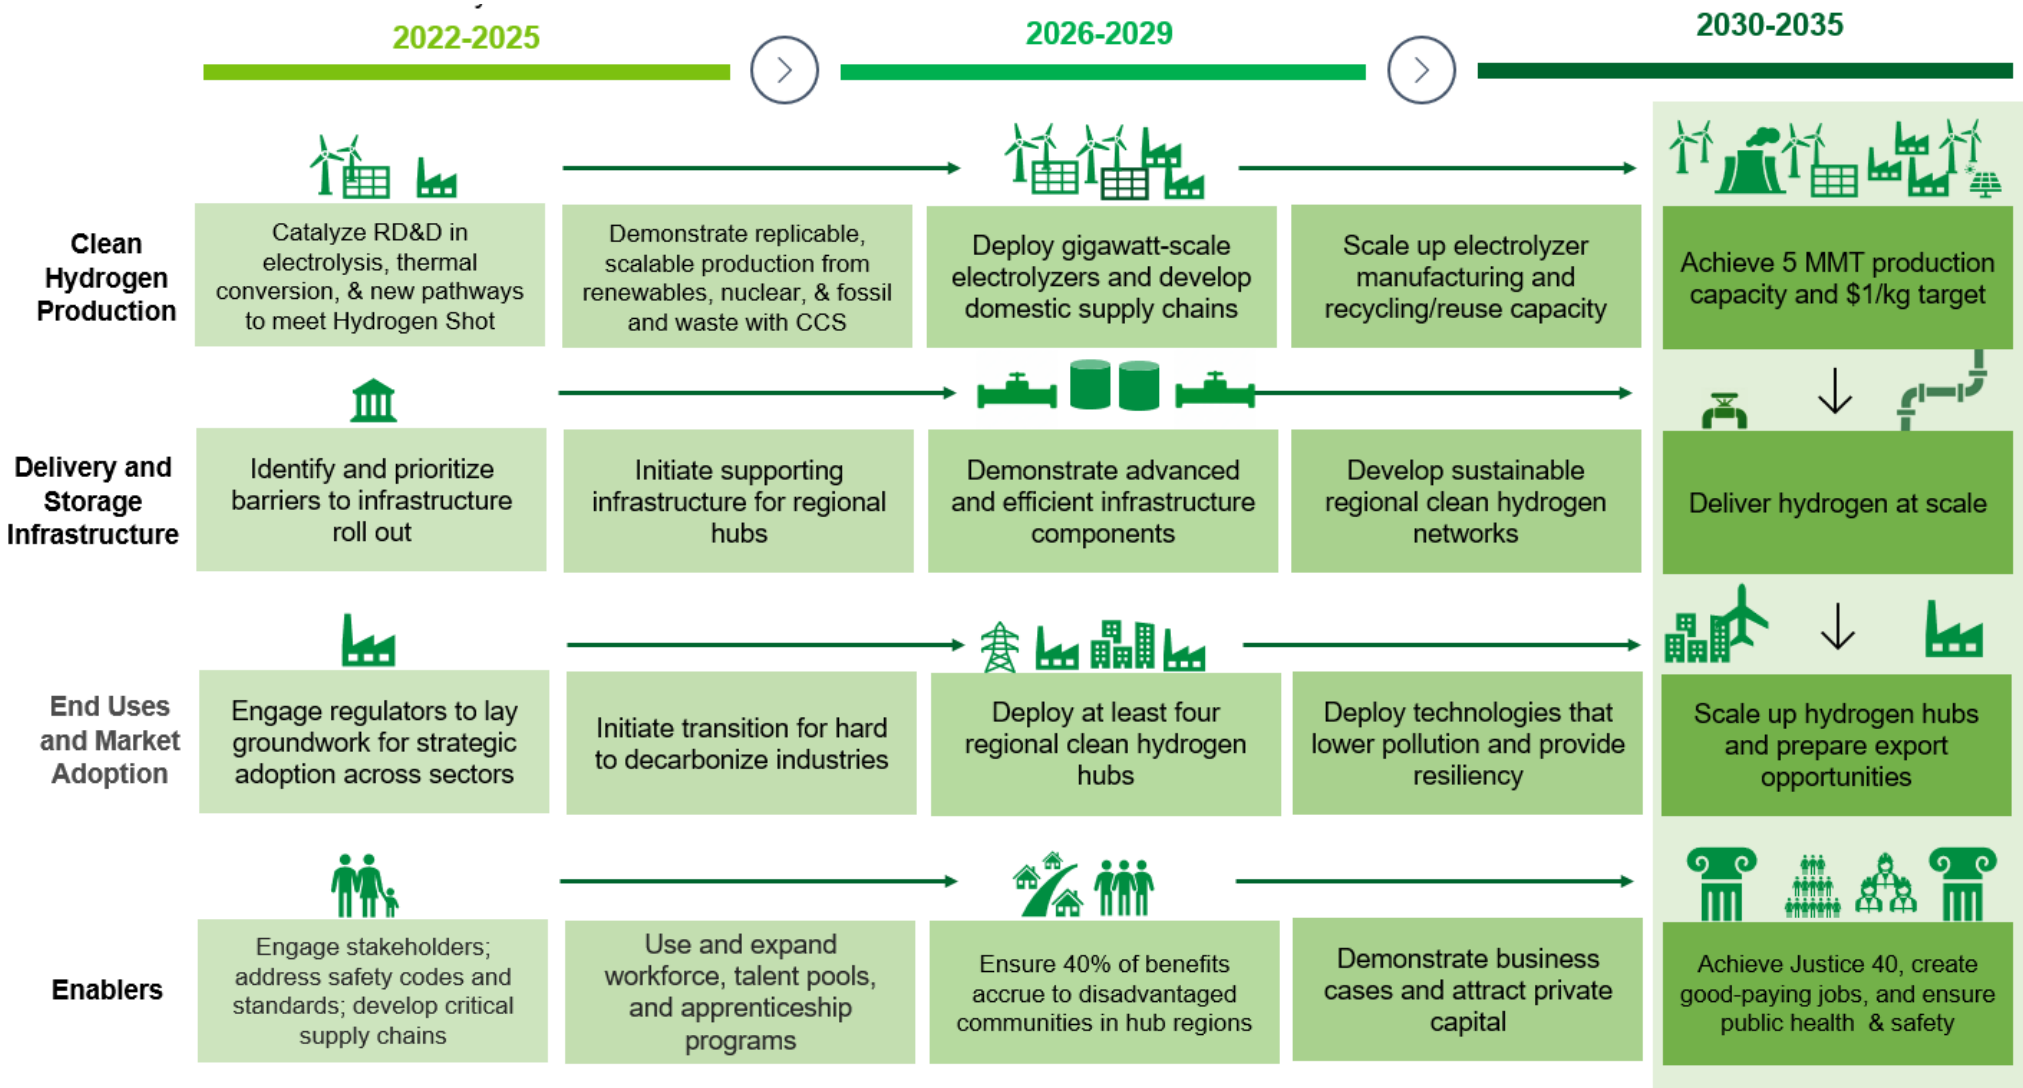 2022-2025
2026-2029
2030-2035
Clean
Hydrogen
Production
Catalyze RD&D in
electrolysis, thermal
conversion, & new pathways
to meet Hydrogen Shot
Demonstrate replicable,
scalable production from
renewables, nuclear, & fossil
and waste with CCS
Deploy gigawatt-scale
electrolyzers and develop
domestic supply chains
Scale up electrolyzer
manufacturing and
recycling/reuse capacity
Achieve 5 MMT production
capacity and $1/kg target
Delivery and
Storage
Infrastructure
Identify and prioritize
barriers to infrastructure
roll out
Initiate supporting
infrastructure for regional
hubs
Demonstrate advanced
and efficient infrastructure
components
Develop sustainable
regional clean hydrogen
networks
Deliver hydrogen at scale
End Uses
and Market
Adoption
Engage regulators to lay
groundwork for strategic
adoption across sectors
Initiate transition for hard
to decarbonize industries
Deploy at least four
regional clean hydrogen
hubs
Deploy technologies that
lower pollution and provide
resiliency
Scale up hydrogen hubs
and prepare export
opportunities
Enablers
Engage stakeholders;
address safety codes and
standards; develop critical
supply chains
Use and expand
workforce, talent pools,
and apprenticeship
programs
Ensure 40% of benefits
accrue to disadvantaged
communities in hub regions
Demonstrate business
cases and attract private
capital
Achieve Justice 40, create
good-paying jobs, and ensure
public health & safety